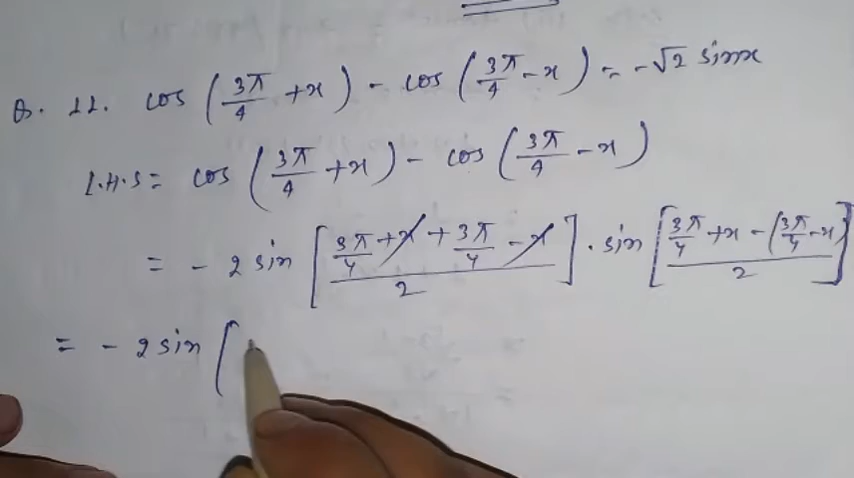 Q. 11. cos (3π/4 + x) - cos (3π/4 - x) = -√2 sinx
L.H.S = cos (3π/4 + x) - cos (3π/4 - x)
= - 2 sin [(3π/4 + x + 3π/4 - x)/2] . sin [(3π/4 + x - (3π/4 - x))/2]
= - 2 sin [